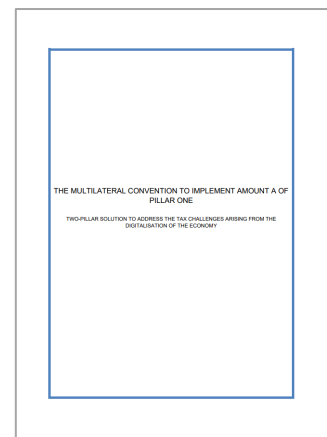 THE MULTILATERAL CONVENTION TO IMPLEMENT AMOUNT A OF
PILLAR ONE
TWO-PILLAR SOLUTION TO ADDRESS THE TAX CHALLENGES ARISING FROM THE
DIGITALISATION OF THE ECONOMY